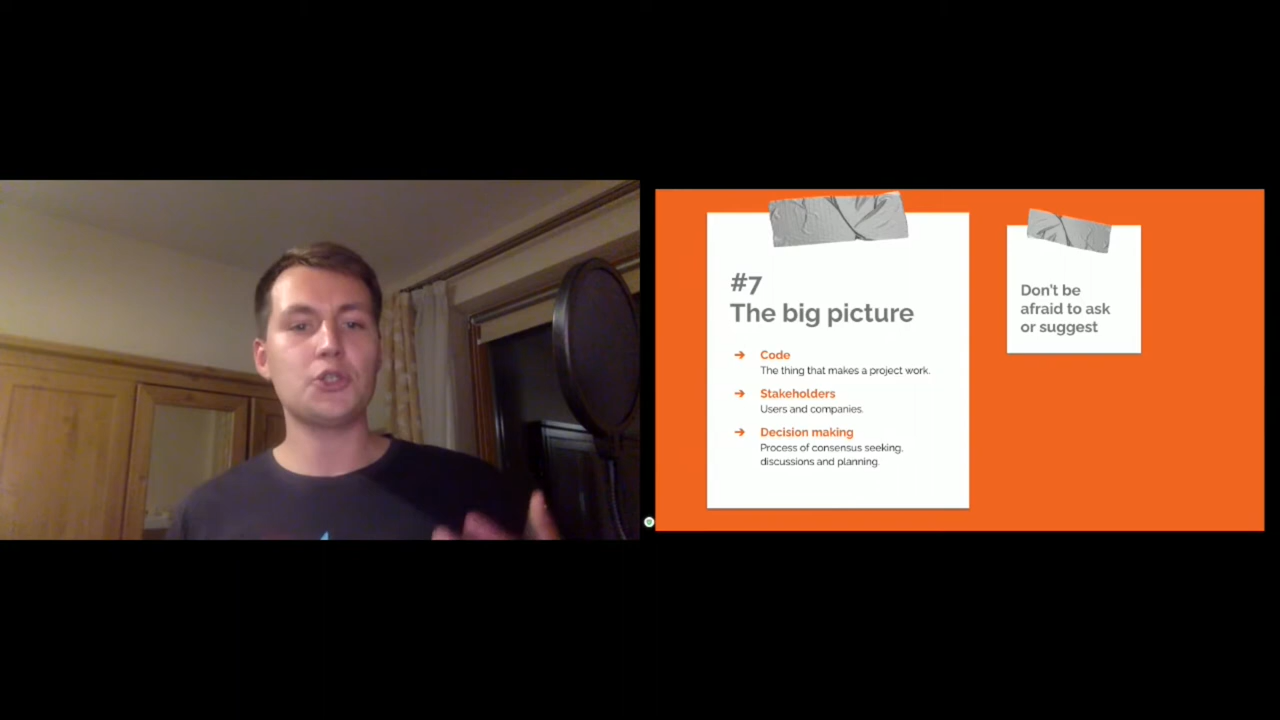 #7
The big picture
➔ Code
The thing that makes a project work.
➔ Stakeholders
Users and companies.
➔ Decision making
Process of consensus seeking,
discussions and planning.
Don't be
afraid to ask
or suggest